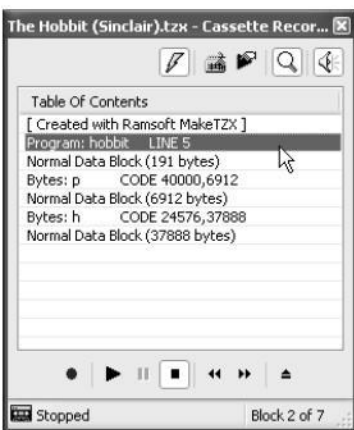 The Hobbit (Sinclair).tzx - Cassette Recor...
Table Of Contents
[ Created with Ramsoft MakeTZX ]
Program: hobbit LINE 5
Normal Data Block (191 bytes)
Bytes: p CODE 40000,6912
Normal Data Block (6912 bytes)
Bytes: h CODE 24576,37888
Normal Data Block (37888 bytes)
Stopped Block 2 of 7